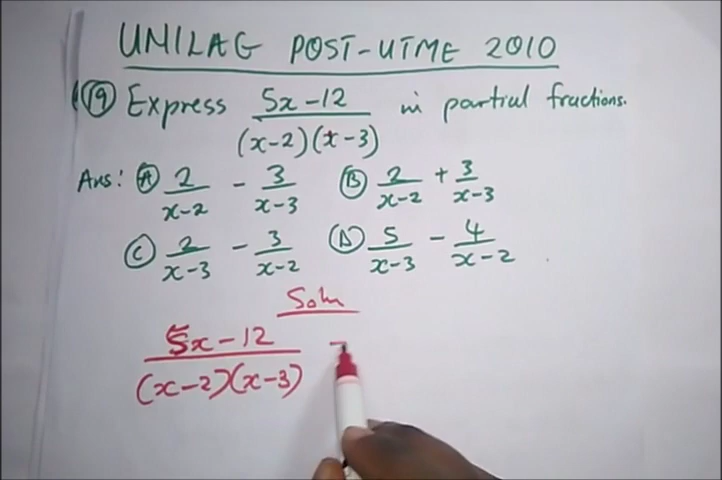 UNILAG POST-UTME 2010
(19) Express (5x-12)/((x-2)(x-3)) in partial fractions.
Ans: (A) 2/(x-2) - 3/(x-3) (B) 2/(x-2) + 3/(x-3)
(C) 2/(x-3) - 3/(x-2) (D) 5/(x-3) - 4/(x-2)
Soln
(5x-12)/((x-2)(x-3))